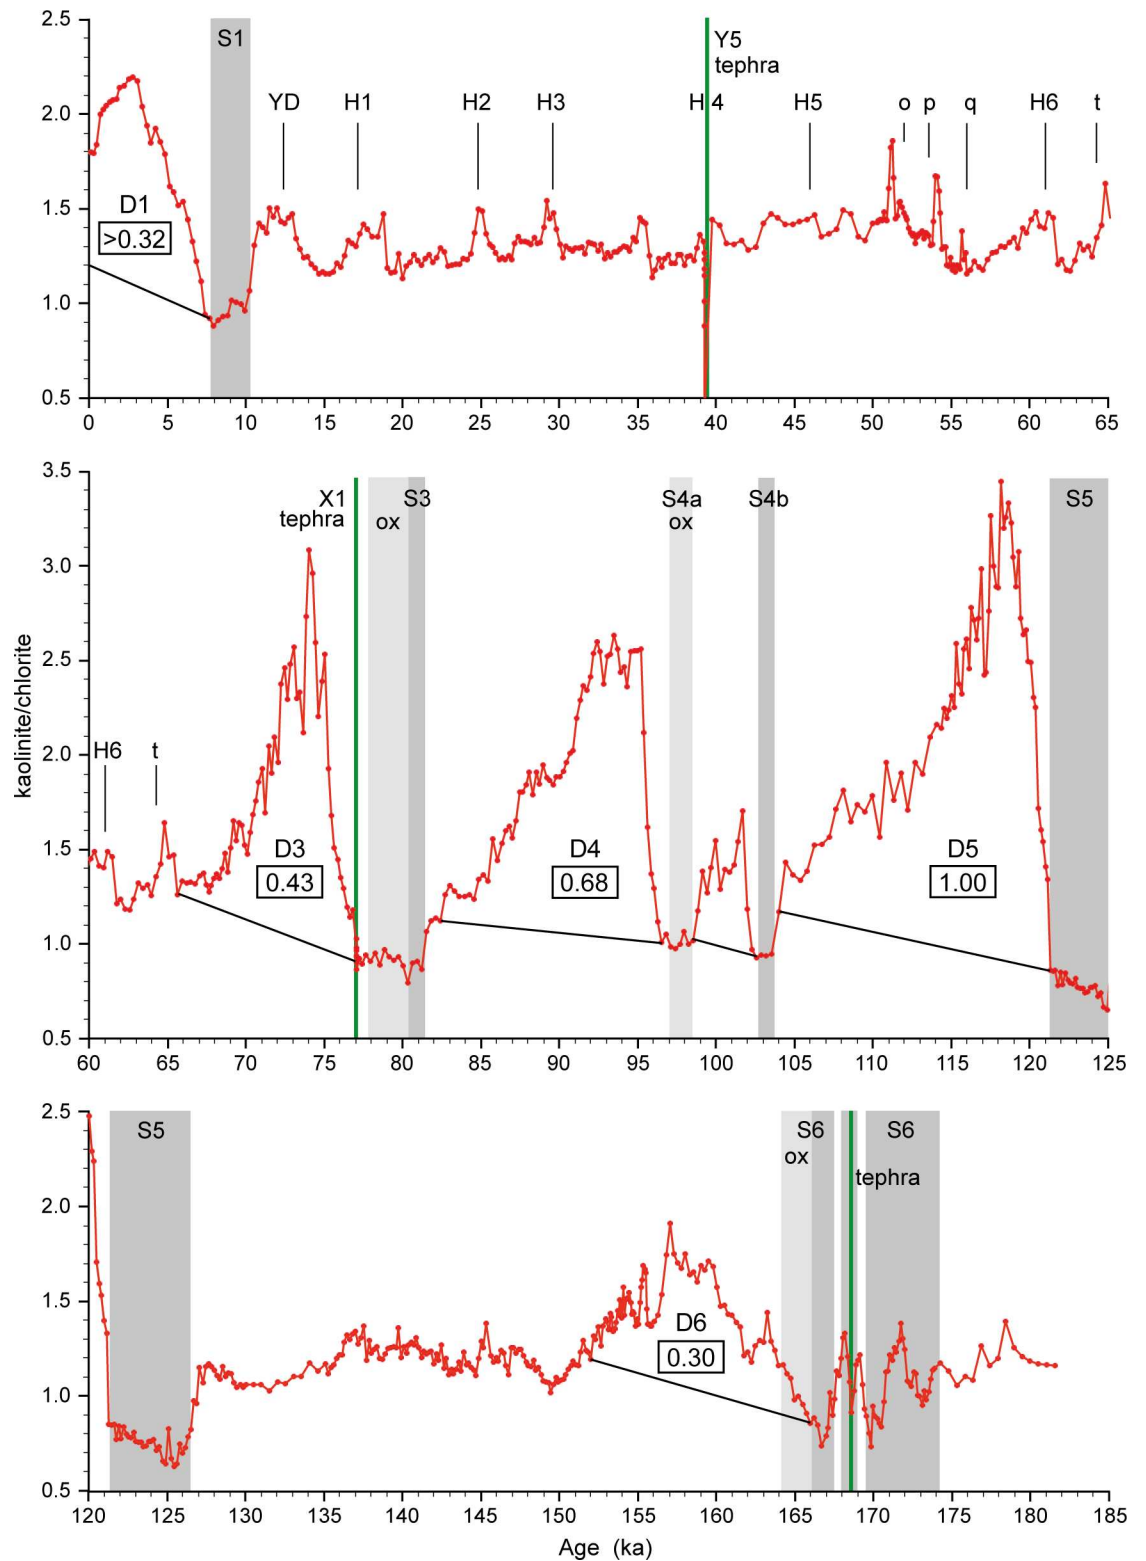 2.5
2.0
1.5
1.0
0.5
S1
Y5
tephra
YD
H1
H2
H3
H 4
H5
o
p
q
H6
t
D1
>0.32
0
5
10
15
20
25
30
35
40
45
50
55
60
65
kaolinite/chlorite
3.5
3.0
2.5
2.0
1.5
1.0
0.5
X1
tephra
S3
ox
S4a
ox
S4b
S5
H6
t
D3
0.43
D4
0.68
D5
1.00
60
65
70
75
80
85
90
95
100
105
110
115
120
125
2.5
2.0
1.5
1.0
0.5
S5
S6
ox
S6
tephra
D6
0.30
120
125
130
135
140
145
150
155
160
165
170
175
180
185
Age (ka)